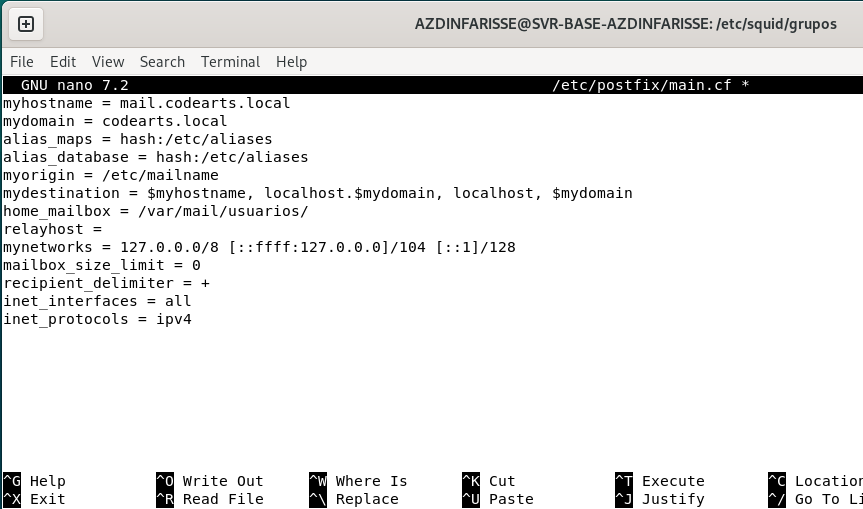 AZDINFARISSE@SVR-BASE-AZDINFARISSE: /etc/squid/grupos
File Edit View Search Terminal Help
GNU nano 7.2 /etc/postfix/main.cf *
myhostname = mail.codearts.local
mydomain = codearts.local
alias_maps = hash:/etc/aliases
alias_database = hash:/etc/aliases
myorigin = /etc/mailname
mydestination = $myhostname, localhost.$mydomain, localhost, $mydomain
home_mailbox = /var/mail/usuarios/
relayhost =
mynetworks = 127.0.0.0/8 [::ffff:127.0.0.0]/104 [::1]/128
mailbox_size_limit = 0
recipient_delimiter = +
inet_interfaces = all
inet_protocols = ipv4
^G Help ^O Write Out ^W Where Is ^K Cut ^T Execute ^C Location
^X Exit ^R Read File ^\ Replace ^U Paste ^J Justify ^/ Go To Li